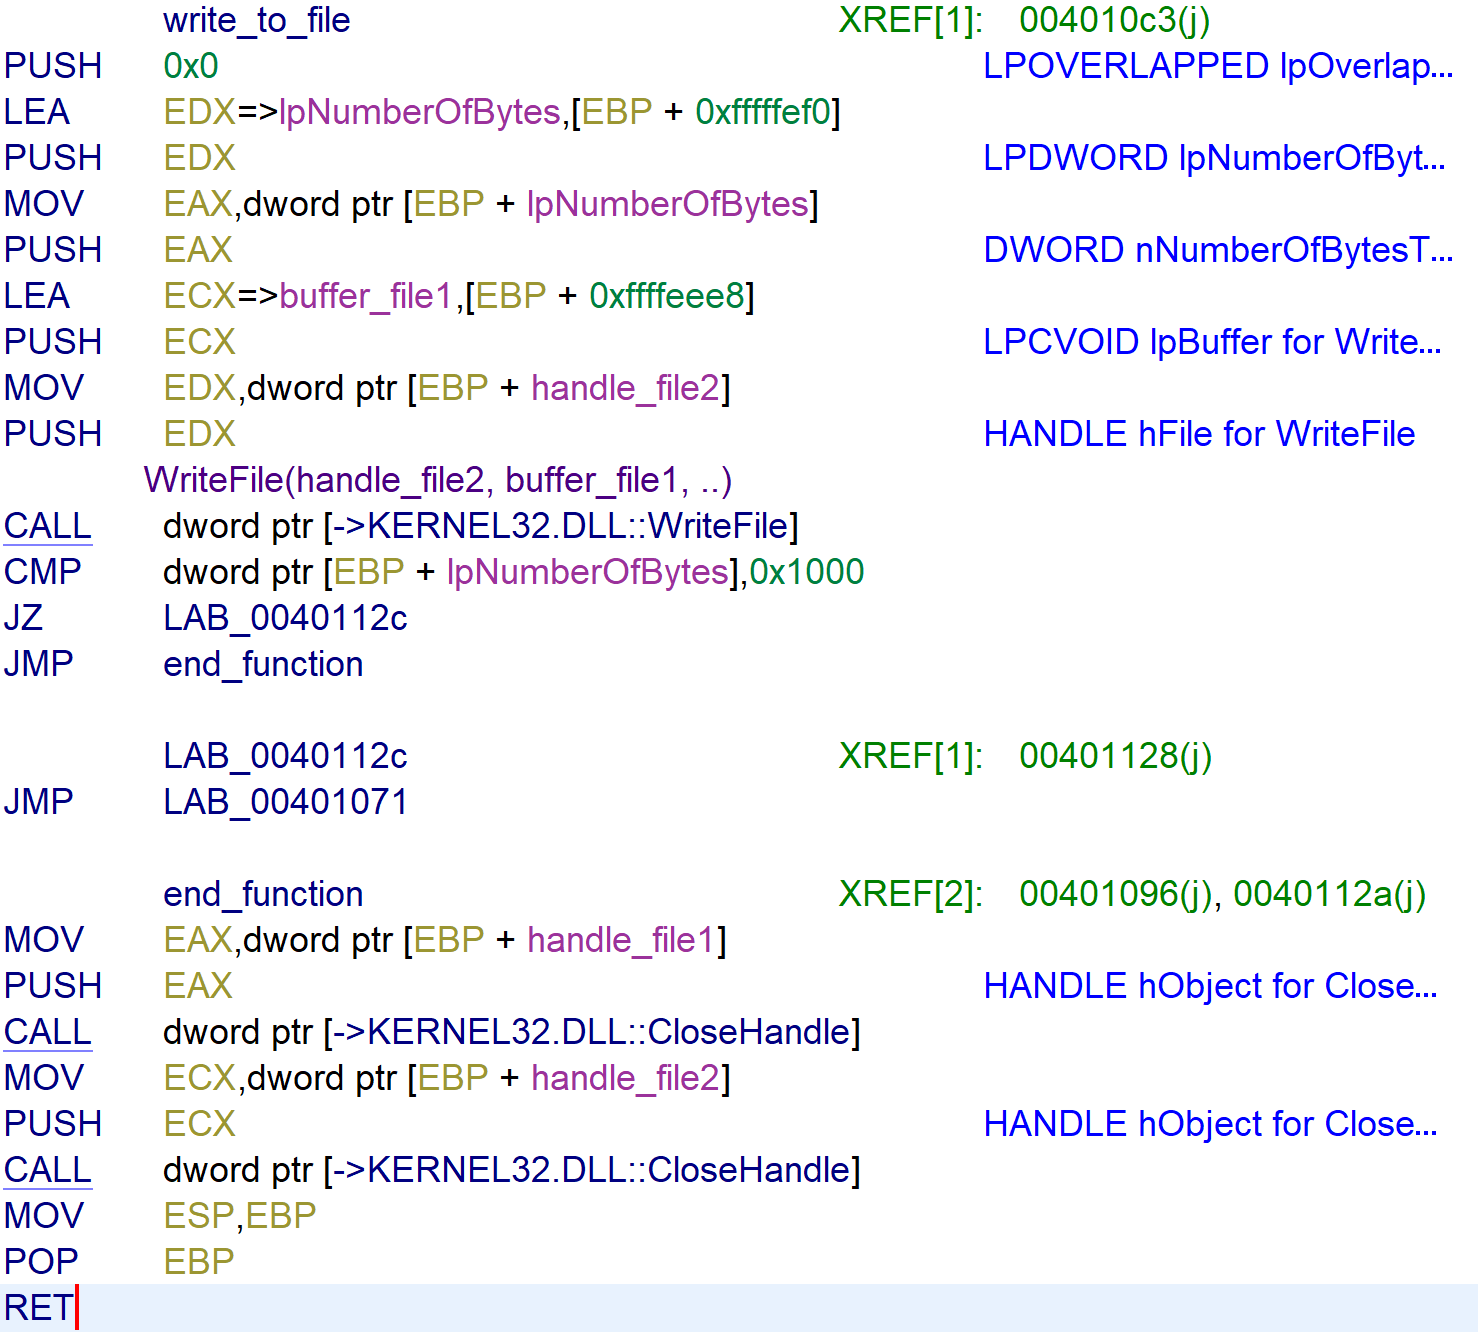 write_to_file XREF[1]: 004010c3(j)
PUSH 0x0 LPOVERLAPPED lpOverlap...
LEA EDX=>lpNumberOfBytes,[EBP + 0xfffffef0]
PUSH EDX LPDWORD lpNumberOfByt...
MOV EAX,dword ptr [EBP + lpNumberOfBytes]
PUSH EAX DWORD nNumberOfBytesT...
LEA ECX=>buffer_file1,[EBP + 0xffffeee8]
PUSH ECX LPCVOID lpBuffer for Write...
MOV EDX,dword ptr [EBP + handle_file2]
PUSH EDX HANDLE hFile for WriteFile
WriteFile(handle_file2, buffer_file1, ..)
CALL dword ptr [->KERNEL32.DLL::WriteFile]
CMP dword ptr [EBP + lpNumberOfBytes],0x1000
JZ LAB_0040112c
JMP end_function
LAB_0040112c XREF[1]: 00401128(j)
JMP LAB_00401071
end_function XREF[2]: 00401096(j), 0040112a(j)
MOV EAX,dword ptr [EBP + handle_file1]
PUSH EAX HANDLE hObject for Close...
CALL dword ptr [->KERNEL32.DLL::CloseHandle]
MOV ECX,dword ptr [EBP + handle_file2]
PUSH ECX HANDLE hObject for Close...
CALL dword ptr [->KERNEL32.DLL::CloseHandle]
MOV ESP,EBP
POP EBP
RET